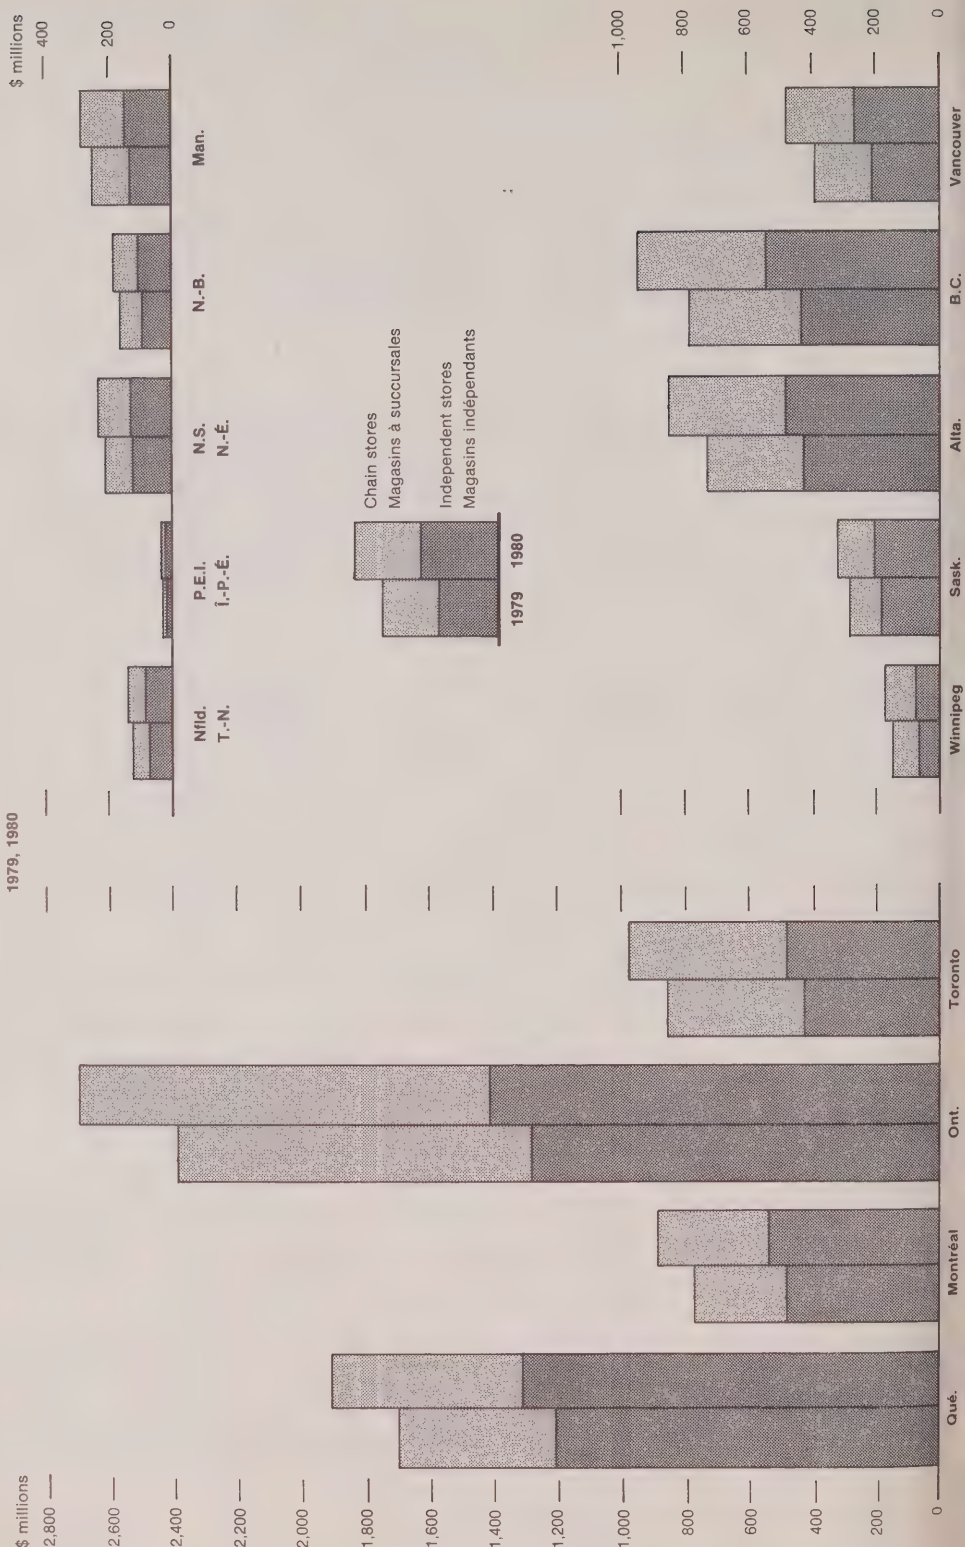 1979, 1980
$ millions
2,800
2,600
2,400
2,200
2,000
1,800
1,600
1,400
1,200
1,000
800
600
400
200
0
$ millions
400
200
0
Nfld.
T.-N.
P.E.I.
Î.-P.-É.
N.S.
N.-É.
N.-B.
Man.
Chain stores
Magasins à succursales
Independent stores
Magasins indépendants
1979 1980
1,000
800
600
400
200
0
Qué. Montréal Ont. Toronto Winnipeg Sask. Alta. B.C. Vancouver